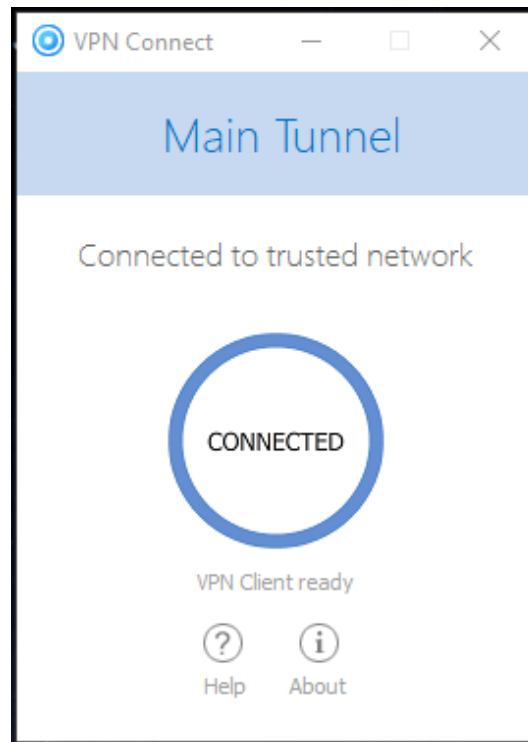 VPN Connect
Main Tunnel
Connected to trusted network
CONNECTED
VPN Client ready
Help About